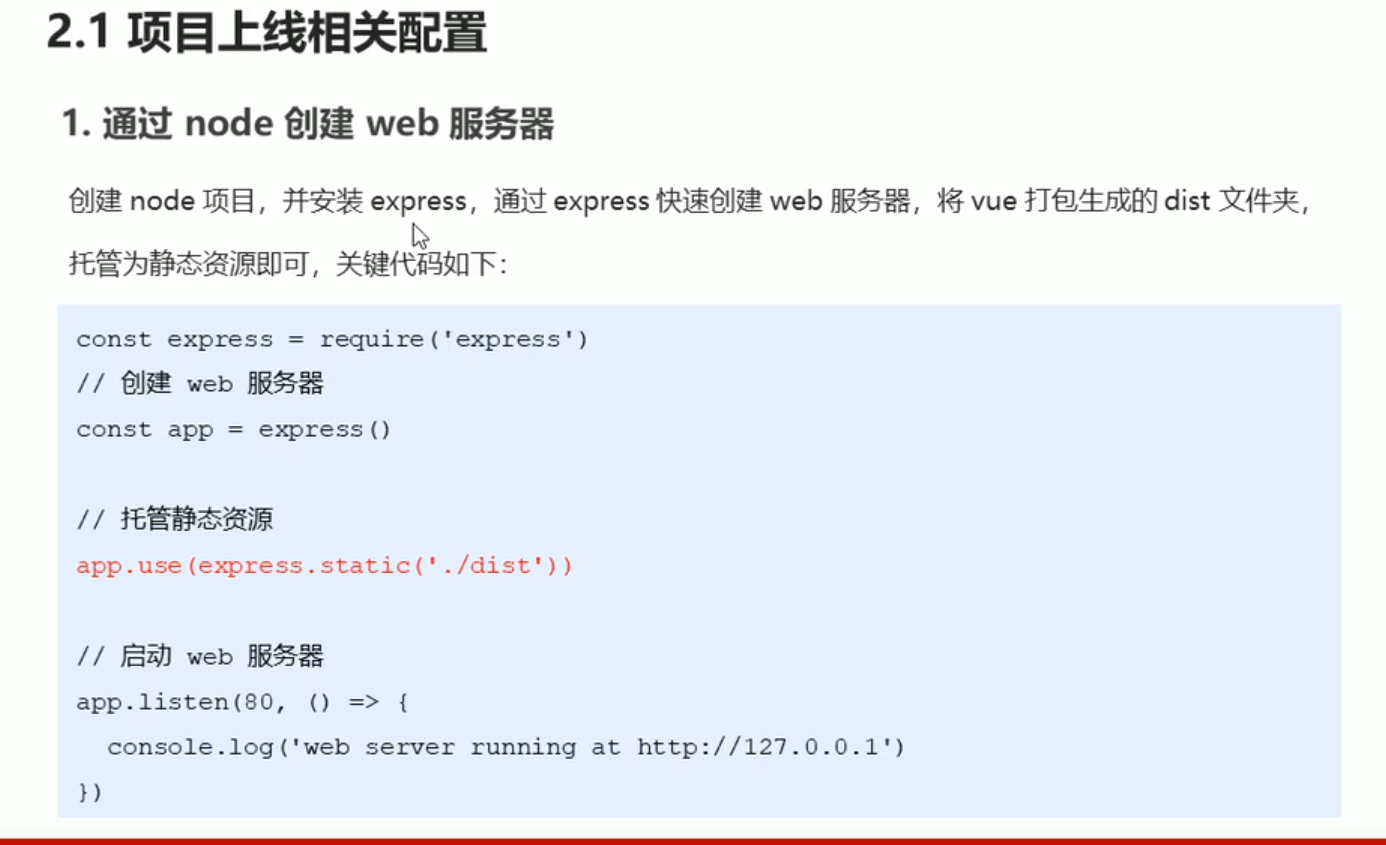 2.1 项目上线相关配置
1. 通过 node 创建 web 服务器
创建 node 项目，并安装 express，通过 express 快速创建 web 服务器，将 vue 打包生成的 dist 文件夹，
托管为静态资源即可，关键代码如下：
const express = require('express')
// 创建 web 服务器
const app = express()
// 托管静态资源
app.use(express.static('./dist'))
// 启动 web 服务器
app.listen(80, () => {
  console.log('web server running at http://127.0.0.1')
})